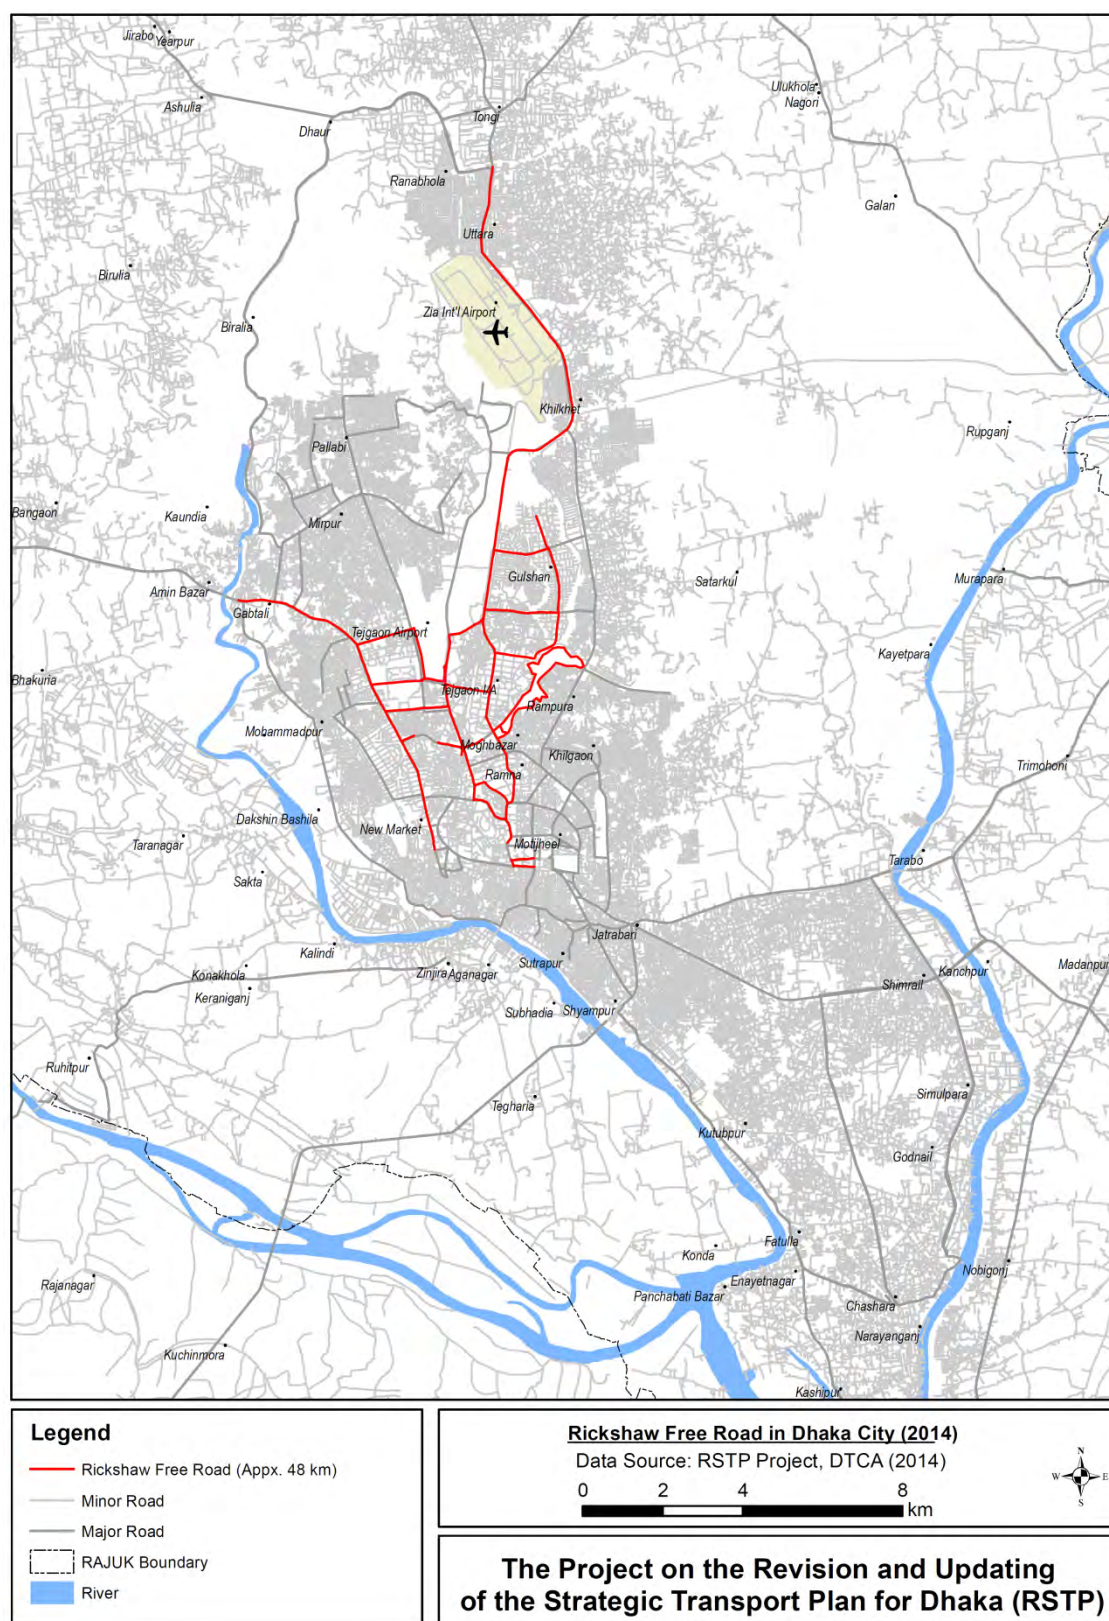 Jirabo
Yearpur
Ulukhola
Nagori
Ashulia
Tongi
Dhaur
Ranabhola
Galan
Uttara
Birulia
Zia Int'l Airport
Biralia
Khilkhet
Rupganj
Pallabi
Bangaon
Kaundia
Mirpur
Gulshan
Satarkul
Murapara
Amin Bazar
Gabtali
Tejgaon Airport
Kayetpara
Bhakuria
Tejgaon I/A
Rampura
Mohammadpur
Moghbazar
Khilgaon
Trimohoni
Ramna
Dakshin Bashila
New Market
Taranagar
Motijheel
Tarabo
Sakta
Jatrabari
Kalindi
Konakhola
Zinjira
Aganagar
Sutrapur
Shimrail
Kanchpur
Madanpur
Keraniganj
Subhadia
Shyampur
Ruhitpur
Simulpara
Tegharia
Kutubpur
Godnail
Fatulla
Konda
Nobigonj
Rajanagar
Enayetnagar
Panchabati Bazar
Chashara
Narayanganj
Kuchinmora
Kashipur
Legend
Rickshaw Free Road (Appx. 48 km)
Minor Road
Major Road
RAJUK Boundary
River
Rickshaw Free Road in Dhaka City (2014)
Data Source: RSTP Project, DTCA (2014)
0 2 4 8
km
N
W E
S
The Project on the Revision and Updating
of the Strategic Transport Plan for Dhaka (RSTP)